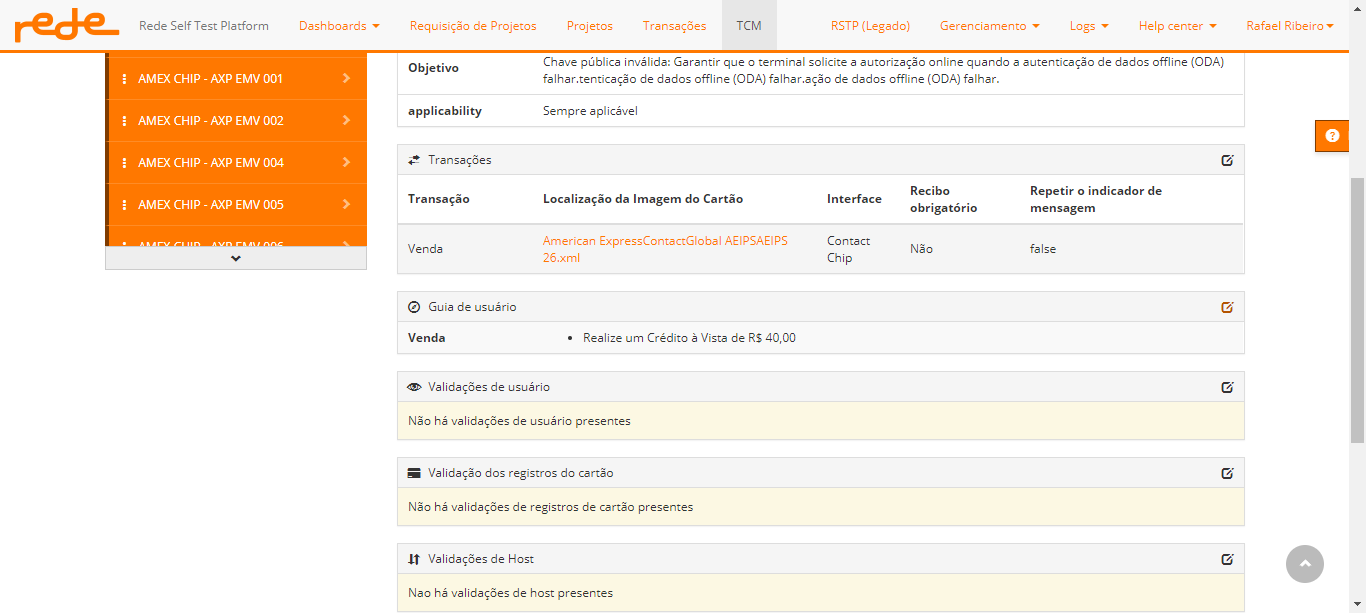 rede Rede Self Test Platform Dashboards Requisição de Projetos Projetos Transações TCM RSTP (Legado) Gerenciamento Logs Help center Rafael Ribeiro
AMEX CHIP - AXP EMV 001
AMEX CHIP - AXP EMV 002
AMEX CHIP - AXP EMV 004
AMEX CHIP - AXP EMV 005
AMEX CHIP - AXP EMV 006
Objetivo
Chave pública inválida: Garantir que o terminal solicite a autorização online quando a autenticação de dados offline (ODA)
falhar.tenticação de dados offline (ODA) falhar.ação de dados offline (ODA) falhar.
applicability Sempre aplicável
Transações
Transação Localização da Imagem do Cartão Interface Recibo obrigatório Repetir o indicador de mensagem
Venda American ExpressContactGlobal AEIPSAEIPS 26.xml Contact Chip Não false
Guia de usuário
Venda • Realize um Crédito à Vista de R$ 40,00
Validações de usuário
Não há validações de usuário presentes
Validação dos registros do cartão
Não há validações de registros de cartão presentes
Validações de Host
Nao há validações de host presentes